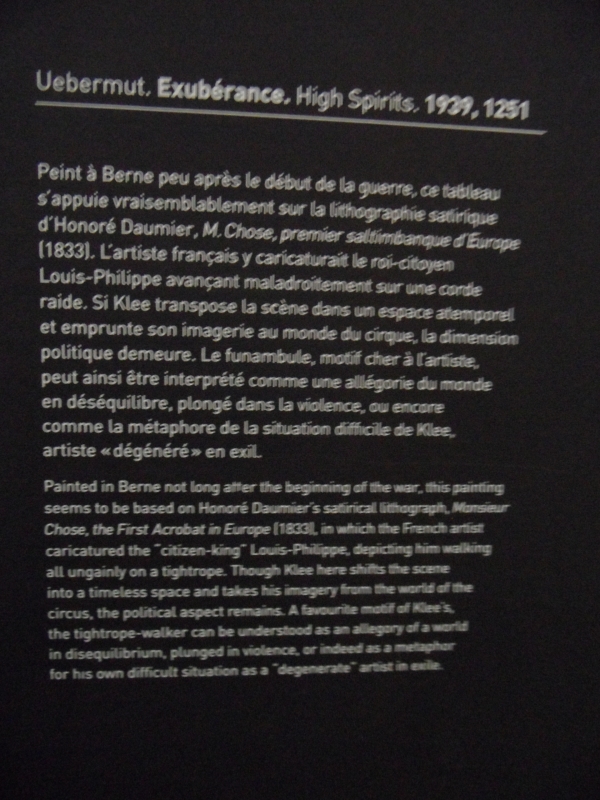 Uebermut. Exubérance. High Spirits. 1939, 1251
Peint à Berne peu après le début de la guerre, ce tableau
s'appuie vraisemblablement sur la lithographie satirique
d'Honoré Daumier, M. Chose, premier saltimbanque d'Europe
(1833). L'artiste français y caricaturait le roi-citoyen
Louis-Philippe avançant maladroitement sur une corde
raide. Si Klee transpose la scène dans un espace atemporel
et emprunte son imagerie au monde du cirque, la dimension
politique demeure. Le funambule, motif cher à l'artiste,
peut ainsi être interprété comme une allégorie du monde
en déséquilibre, plongé dans la violence, ou encore
comme la métaphore de la situation difficile de Klee,
artiste « dégénéré » en exil.
Painted in Berne not long after the beginning of the war, this painting
seems to be based on Honoré Daumier's satirical lithograph, Monsieur
Chose, the First Acrobat in Europe (1833), in which the French artist
caricatured the "citizen-king" Louis-Philippe, depicting him walking
all ungainly on a tightrope. Though Klee here shifts the scene
into a timeless space and takes his imagery from the world of the
circus, the political aspect remains. A favourite motif of Klee's,
the tightrope-walker can be understood as an allegory of a world
in disequilibrium, plunged in violence, or indeed as a metaphor
for his own difficult situation as a "degenerate" artist in exile.